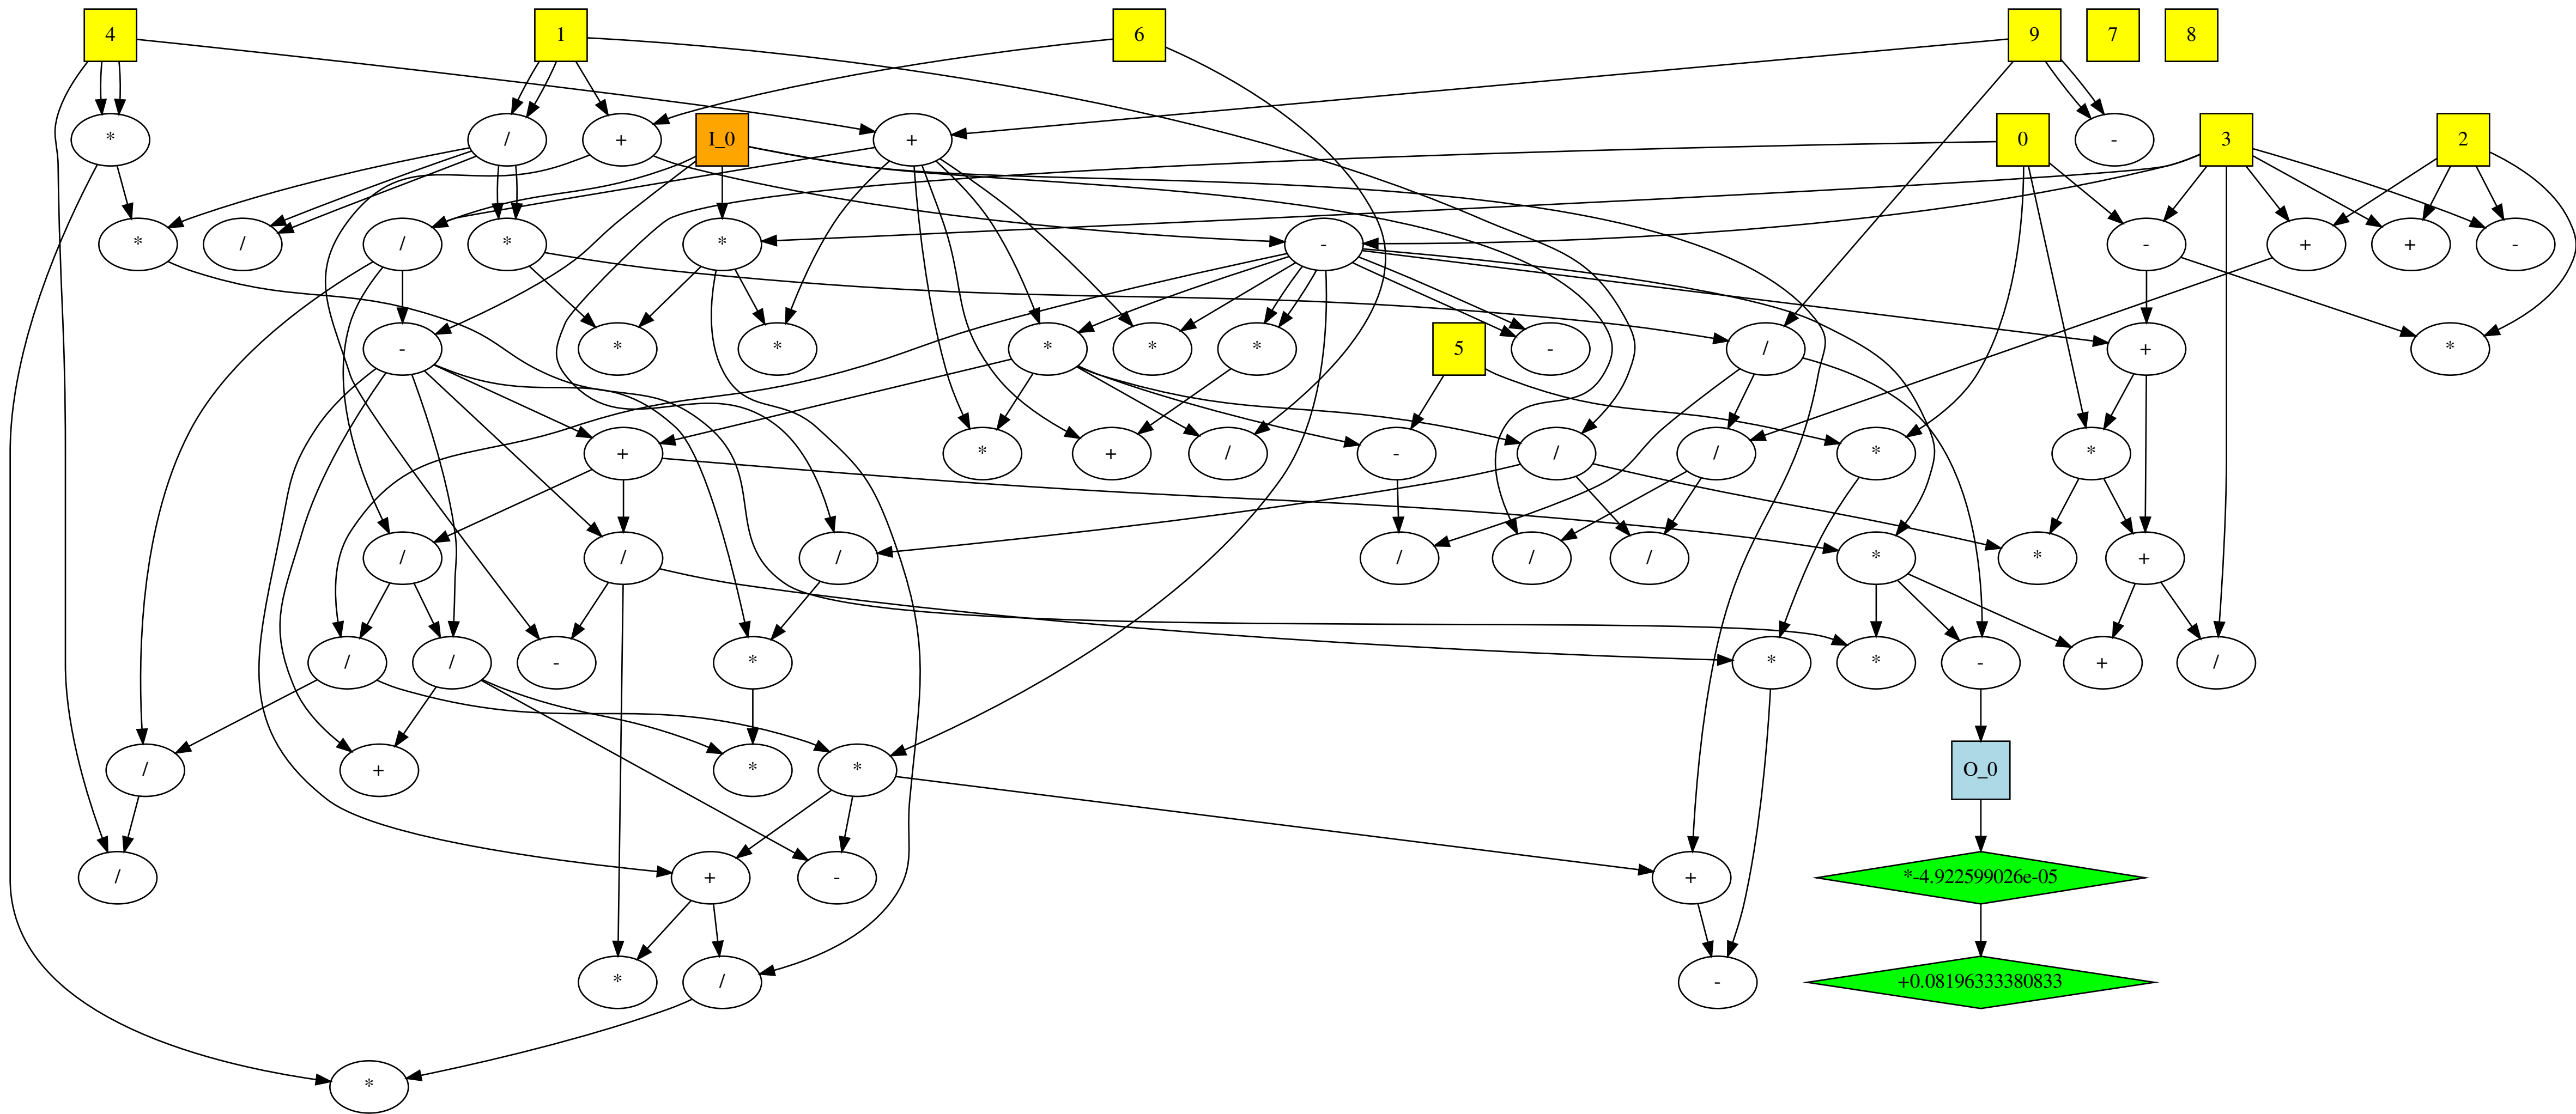 4 1 6 9 7 8
* / + I_0 + 0 - 3 2
* / / * * - - + + -
* * * * * - 5 / + *
+ * + / - / / * *
/ / / / / / * * +
/ / - * * * - + /
/ + * * O_0
/ + - + *-4.922599026e-05
* / - +0.08196333380833
*